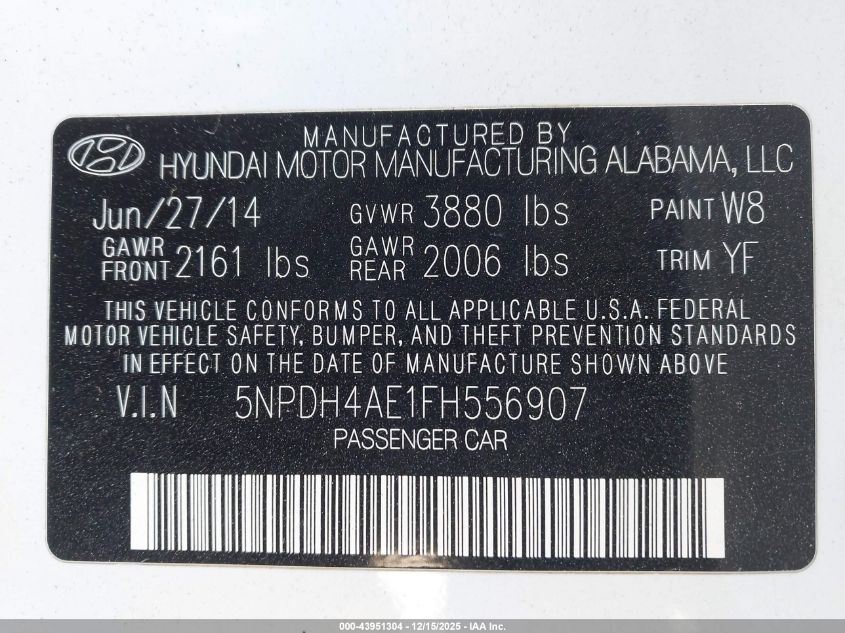 MANUFACTURED BY
HYUNDAI MOTOR MANUFACTURING ALABAMA, LLC
Jun/27/14 GVWR 3880 lbs PAINT W8
GAWR FRONT 2161 lbs GAWR REAR 2006 lbs TRIM YF
THIS VEHICLE CONFORMS TO ALL APPLICABLE U.S.A. FEDERAL
MOTOR VEHICLE SAFETY, BUMPER, AND THEFT PREVENTION STANDARDS
IN EFFECT ON THE DATE OF MANUFACTURE SHOWN ABOVE
V.I.N 5NPDH4AE1FH556907
PASSENGER CAR
000-43951304 - 12/15/2025 - IAA Inc.